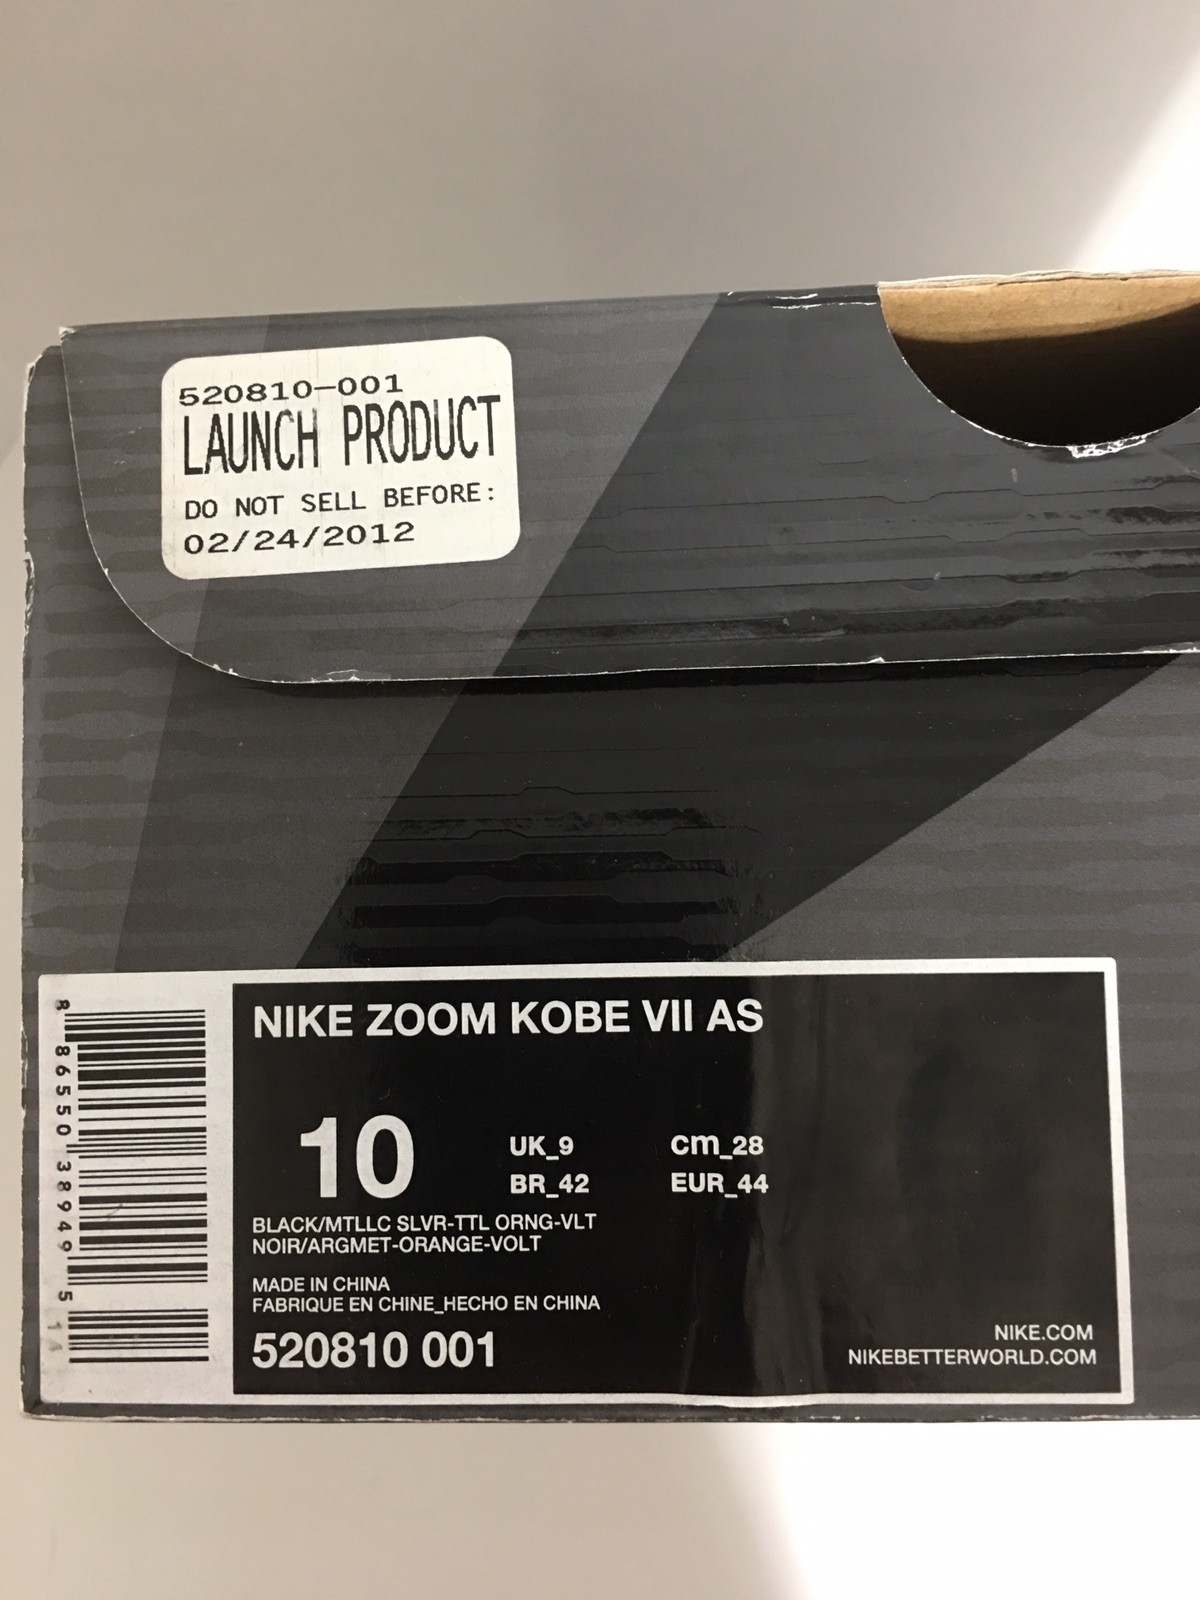 520810-001
LAUNCH PRODUCT
DO NOT SELL BEFORE:
02/24/2012
8 86550 38949 5
NIKE ZOOM KOBE VII AS
10
UK_9
cm_28
BR_42
EUR_44
BLACK/MTLLC SLVR-TTL ORNG-VLT
NOIR/ARGMET-ORANGE-VOLT
MADE IN CHINA
FABRIQUE EN CHINE_HECHO EN CHINA
520810 001
NIKE.COM
NIKEBETTERWORLD.COM